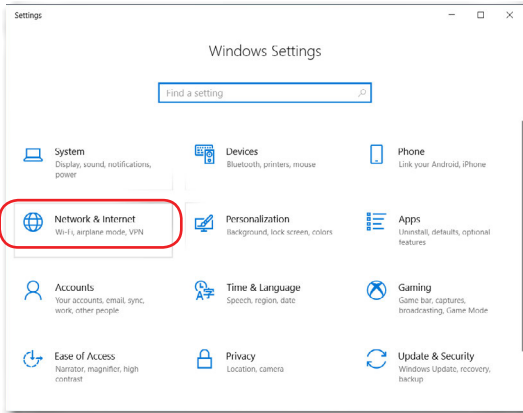 Settings
Windows Settings
Find a setting
System
Display, sound, notifications,
power
Devices
Bluetooth, printers, mouse
Phone
Link your Android, iPhone
Network & Internet
Wi-Fi, airplane mode, VPN
Personalization
Background, lock screen, colors
Apps
Uninstall, defaults, optional
features
Accounts
Your accounts, email, sync,
work, other people
Time & Language
Speech, region, date
Gaming
Game bar, captures,
broadcasting, Game Mode
Ease of Access
Narrator, magnifier, high
contrast
Privacy
Location, camera
Update & Security
Windows Update, recovery,
backup